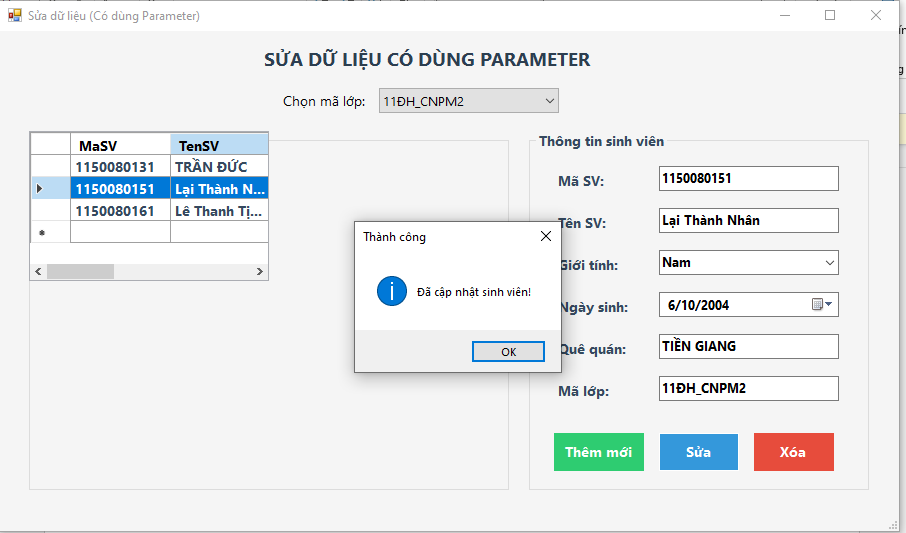 Sửa dữ liệu (Có dùng Parameter)
SỬA DỮ LIỆU CÓ DÙNG PARAMETER
Chọn mã lớp: 11ĐH_CNPM2
MaSV TenSV
1150080131 TRẦN ĐỨC
1150080151 Lại Thành N...
1150080161 Lê Thanh Tị...
Thông tin sinh viên
Mã SV: 1150080151
Tên SV: Lại Thành Nhân
Giới tính: Nam
Ngày sinh: 6/10/2004
Quê quán: TIỀN GIANG
Mã lớp: 11ĐH_CNPM2
Thêm mới Sửa Xóa
Thành công
Đã cập nhật sinh viên!
OK